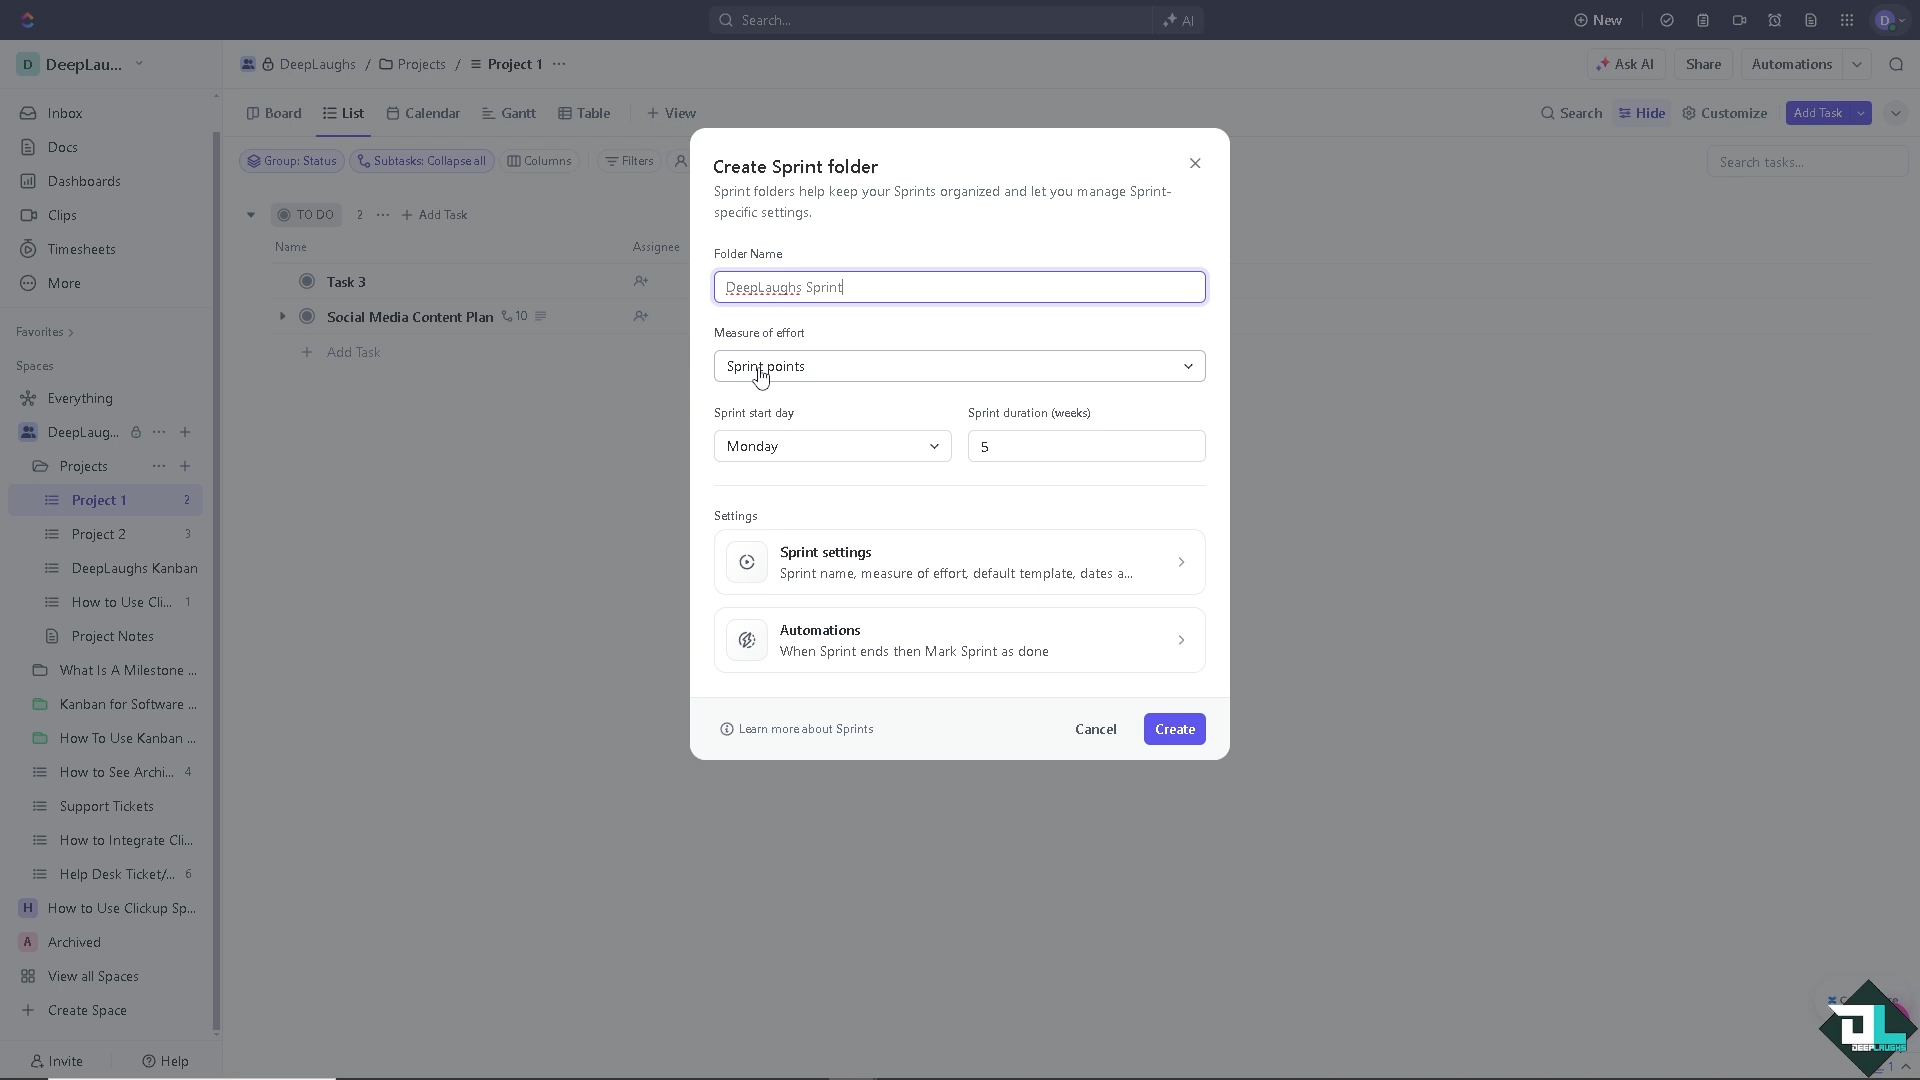 Search...
AI
New
D
D
DeepLau...
DeepLaughs / Projects / Project 1
Ask AI
Share
Automations
Inbox
Docs
Dashboards
Clips
Timesheets
More
Favorites
Spaces
Everything
DeepLaug...
Projects
Project 1 2
Project 2 3
DeepLaughs Kanban
How to Use Cli... 1
Project Notes
What Is A Milestone ...
Kanban for Software ...
How To Use Kanban ...
How to See Archi... 4
Support Tickets
How to Integrate Cli...
Help Desk Ticket/... 6
H How to Use Clickup Sp...
A Archived
View all Spaces
Create Space
Invite
Help
Board
List
Calendar
Gantt
Table
View
Search
Hide
Customize
Add Task
Group: Status
Subtasks: Collapse all
Columns
Filters
Search tasks...
TO DO 2 ... Add Task
Name
Assignee
Task 3
Social Media Content Plan 10
Add Task
Create Sprint folder
Sprint folders help keep your Sprints organized and let you manage Sprint-
specific settings.
Folder Name
DeepLaughs Sprint
Measure of effort
Sprint points
Sprint start day
Sprint duration (weeks)
Monday
5
Settings
Sprint settings
Sprint name, measure of effort, default template, dates a...
Automations
When Sprint ends then Mark Sprint as done
Learn more about Sprints
Cancel
Create
DL
DEEPLAUGHS
1